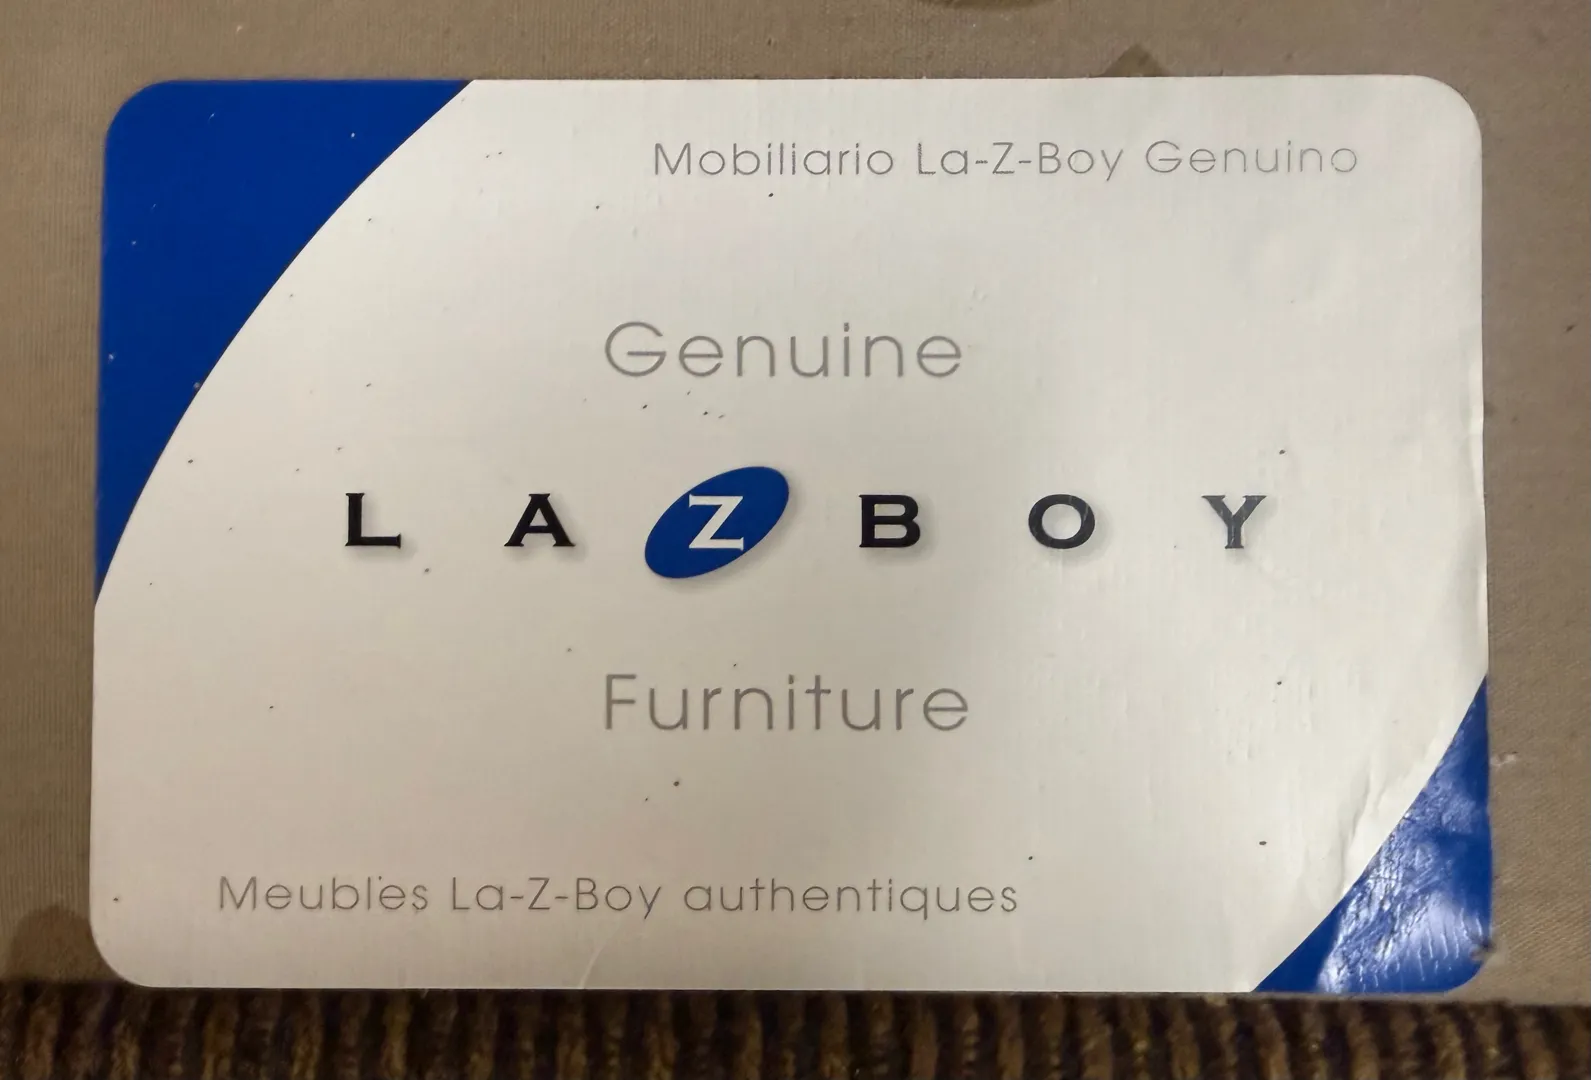 Mobiliario La-Z-Boy Genuino
Genuine
LAZBOY
Furniture
Meubles La-Z-Boy authentiques